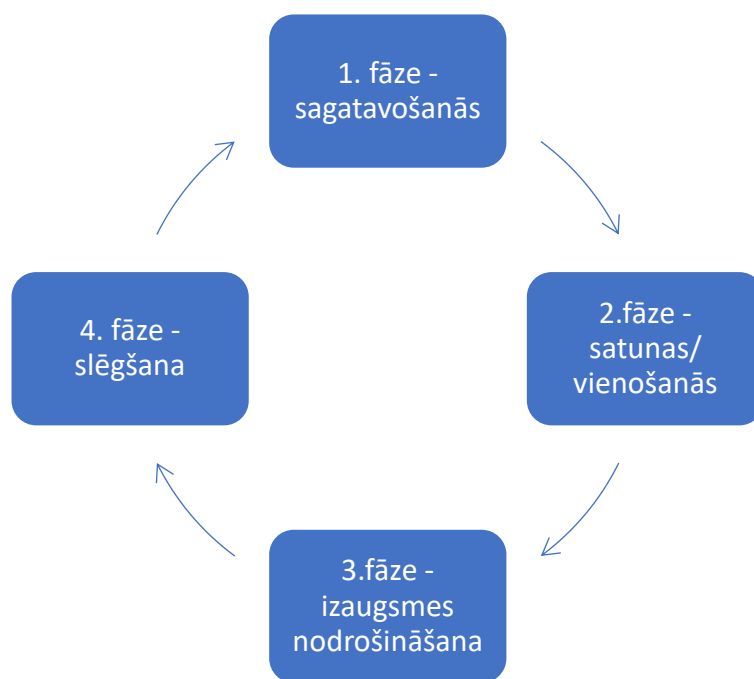 1. fāze -
sagatavošanās
2.fāze -
satunas/
vienošanās
3.fāze -
izaugsmes
nodrošināšana
4. fāze -
slēgšana